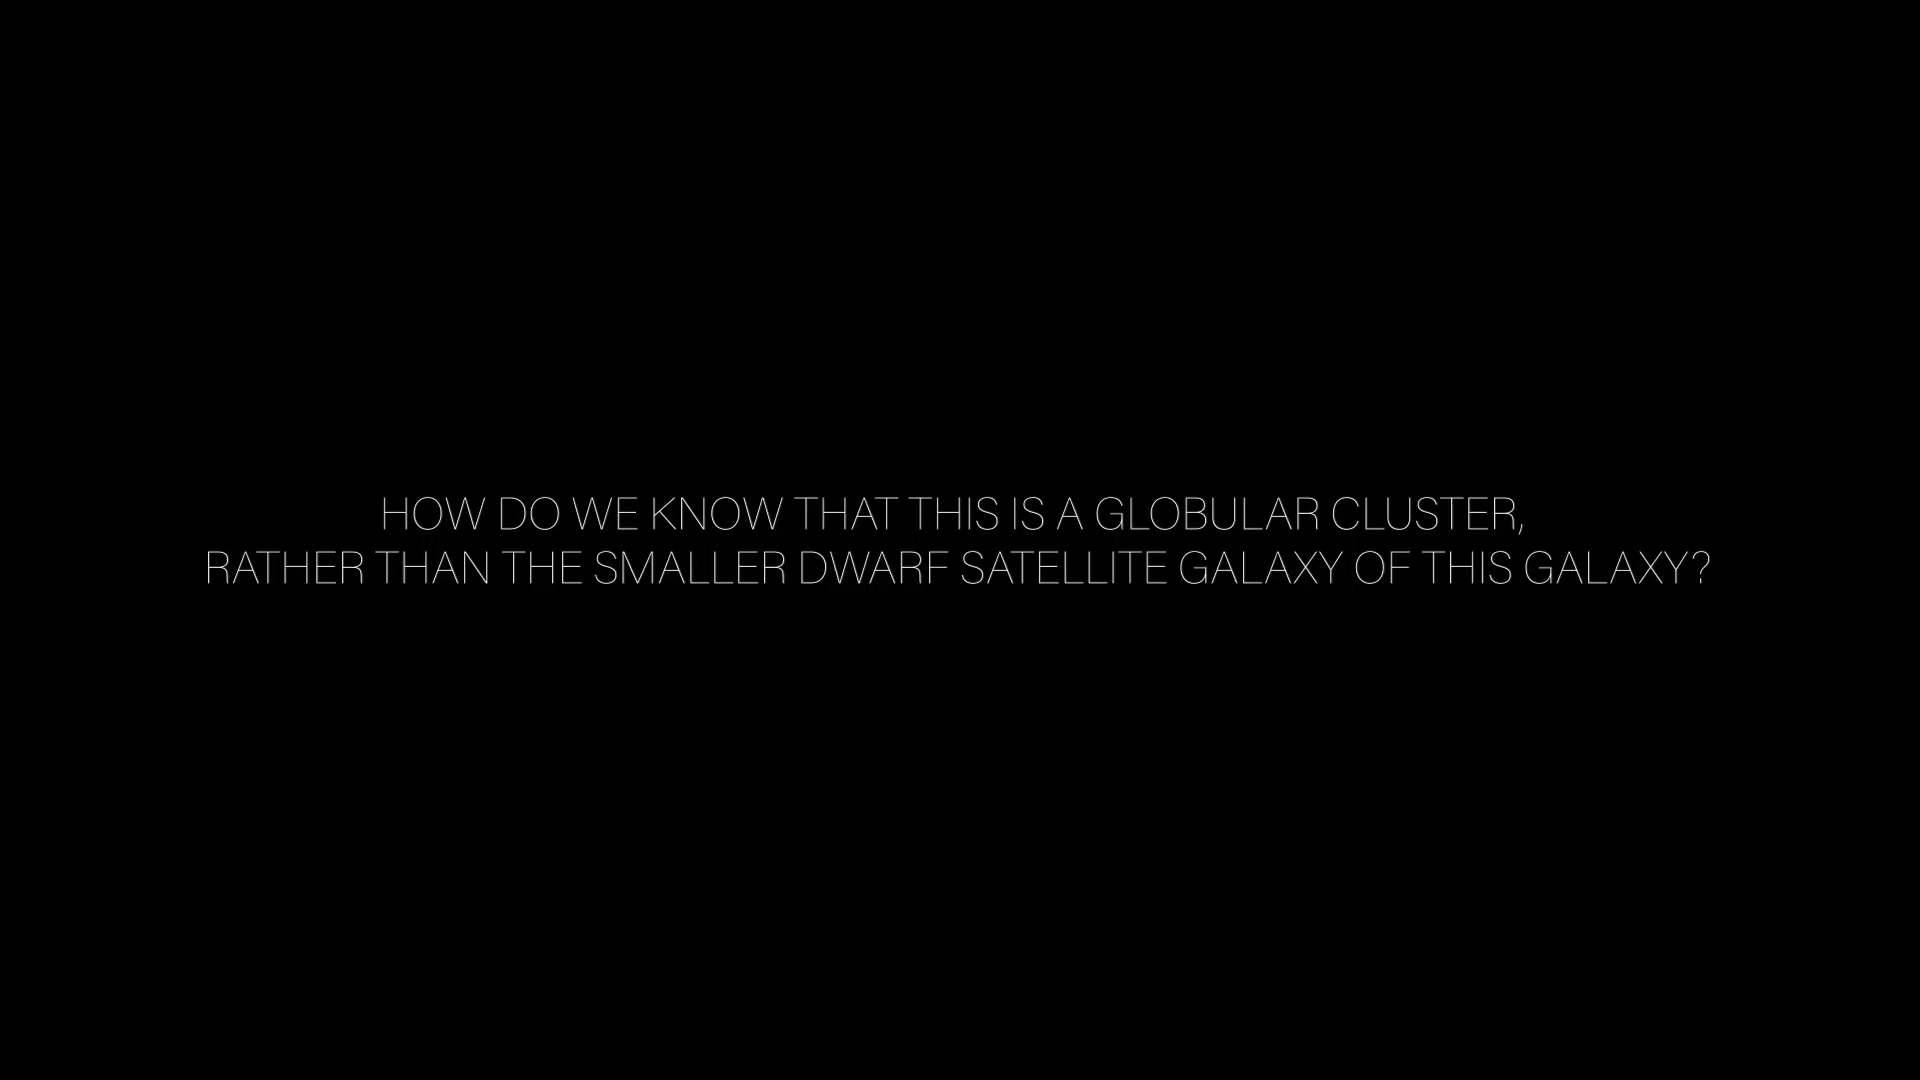 HOW DO WE KNOW THAT THIS IS A GLOBULAR CLUSTER,
RATHER THAN THE SMALLER DWARF SATELLITE GALAXY OF THIS GALAXY?